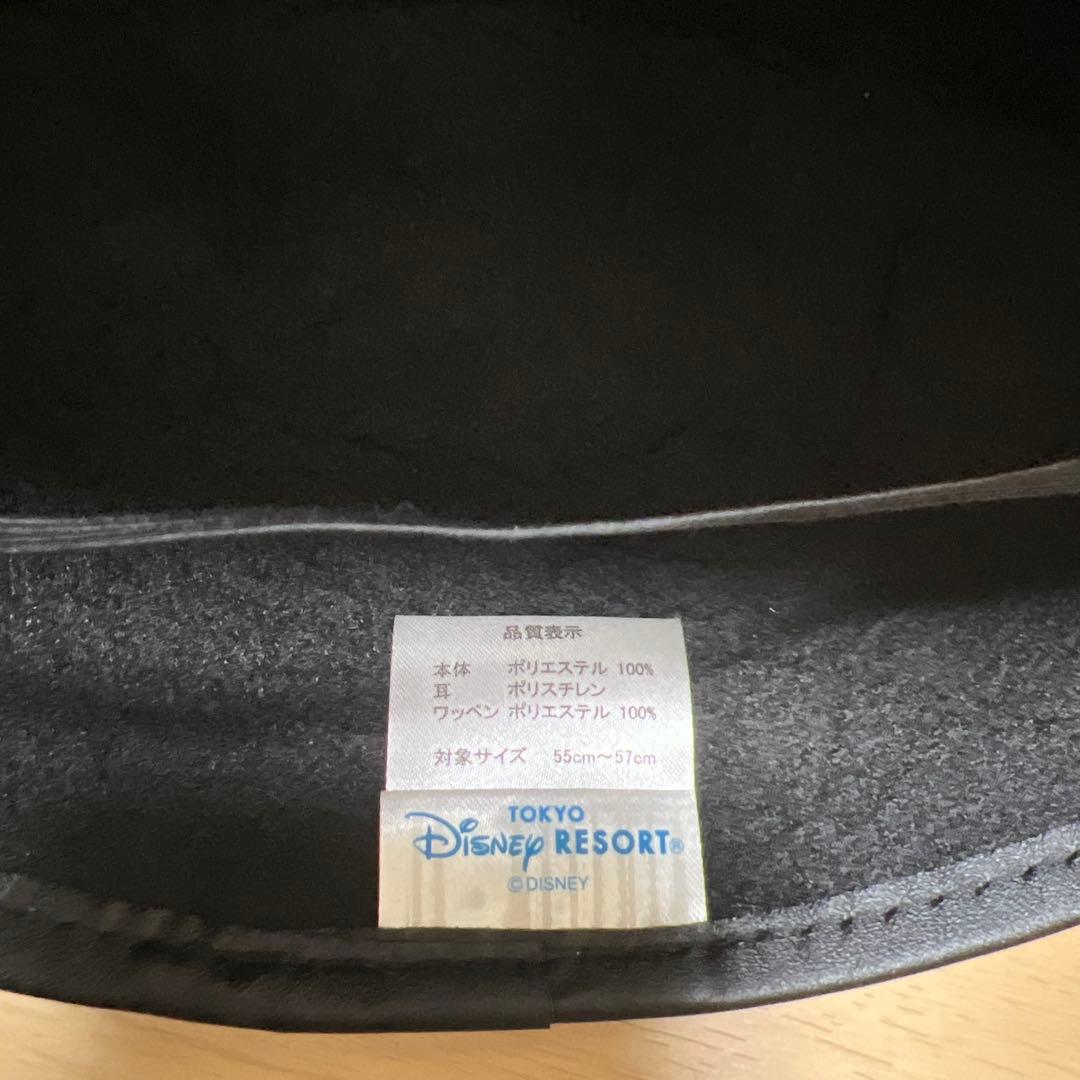 品質表示
本体 ポリエステル 100%
耳 ポリスチレン
ワッペン ポリエステル 100%
対象サイズ 55cm～57cm
TOKYO
Disney RESORT®
©DISNEY